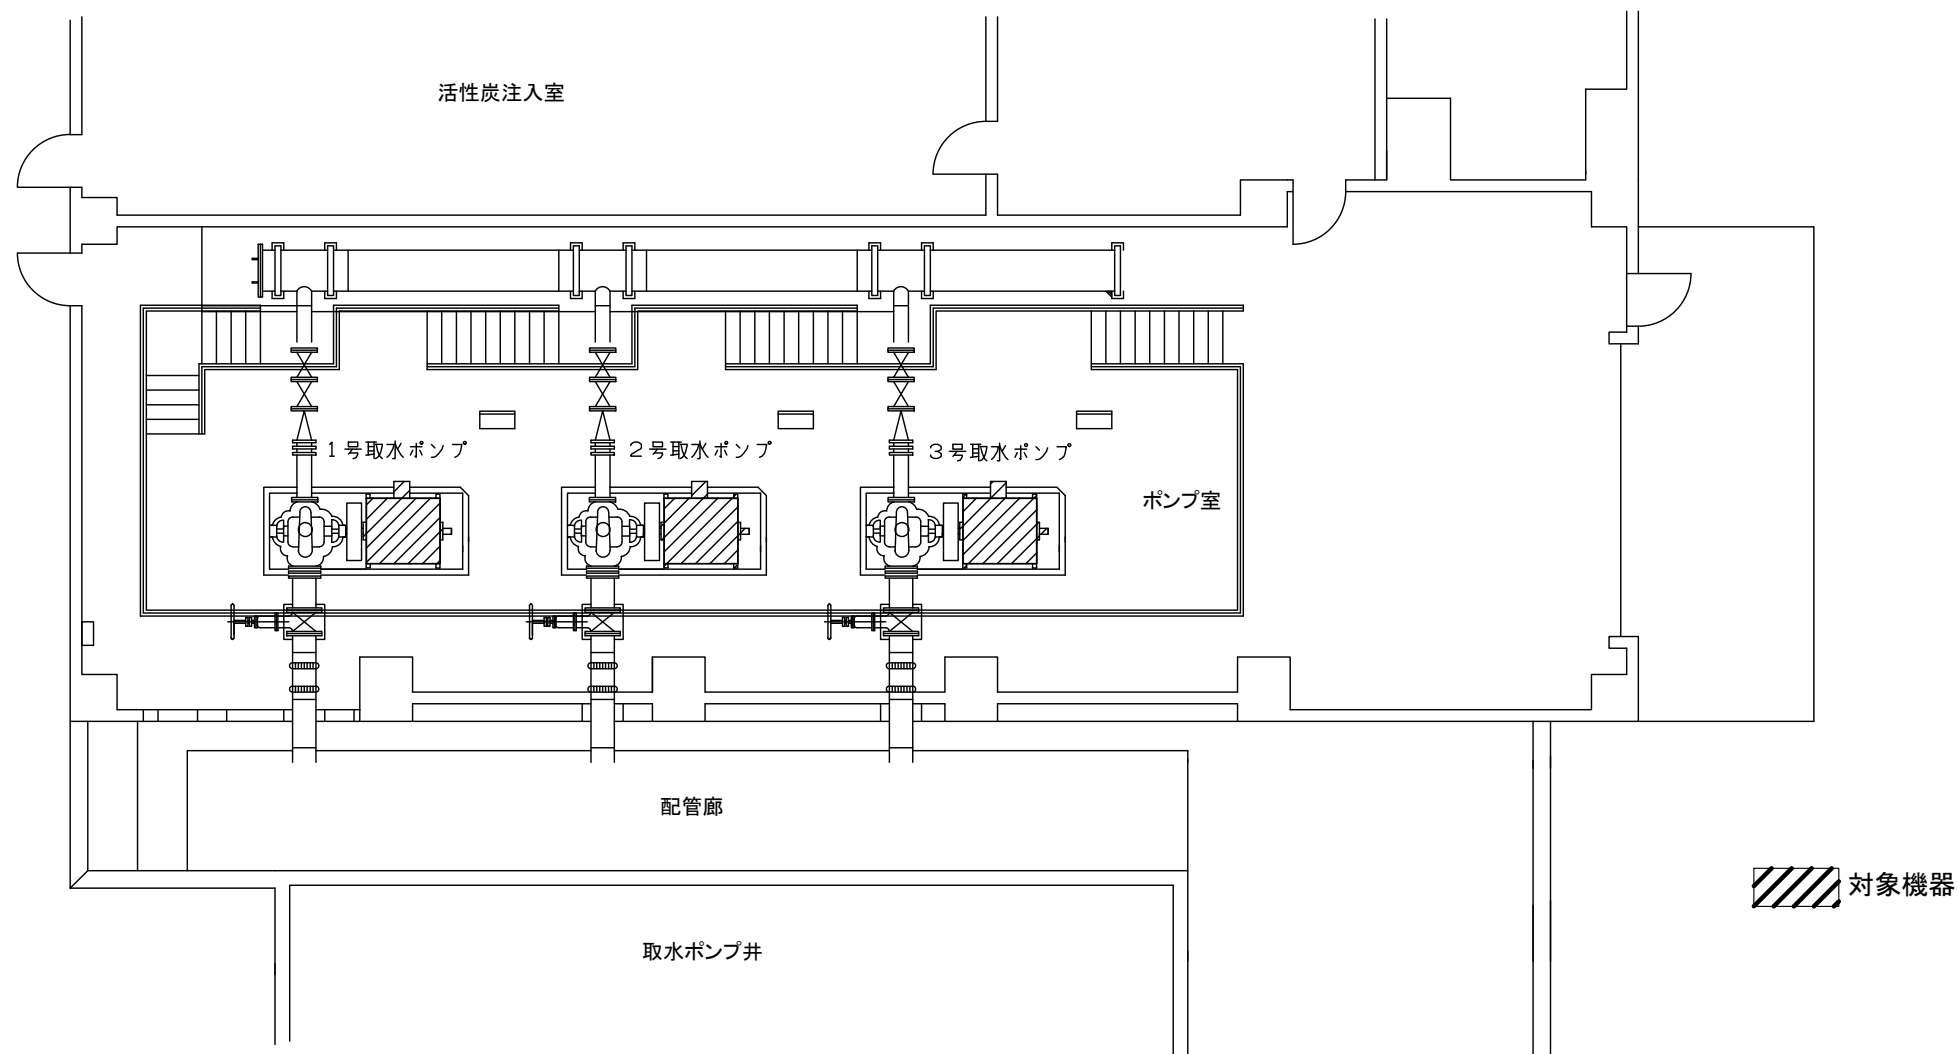 活性炭注入室
1号取水ポンプ
2号取水ポンプ
3号取水ポンプ
ポンプ室
配管廊
対象機器
取水ポンプ井